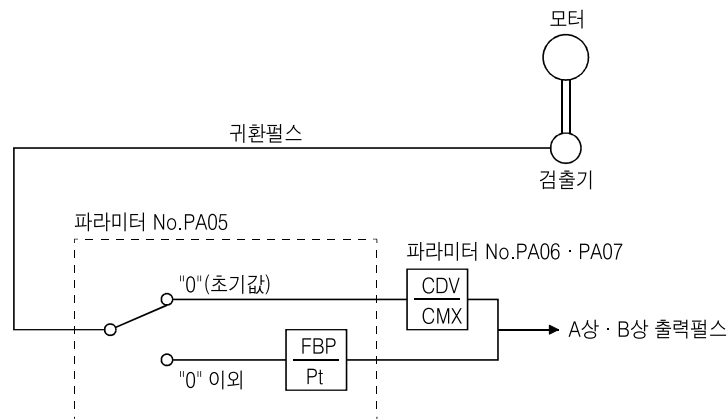 모터
귀환펄스
검출기
파라미터 No.PA05
파라미터 No.PA06 · PA07
"0"(초기값)
CDV
CMX
A상 · B상 출력펄스
FBP
Pt
"0" 이외